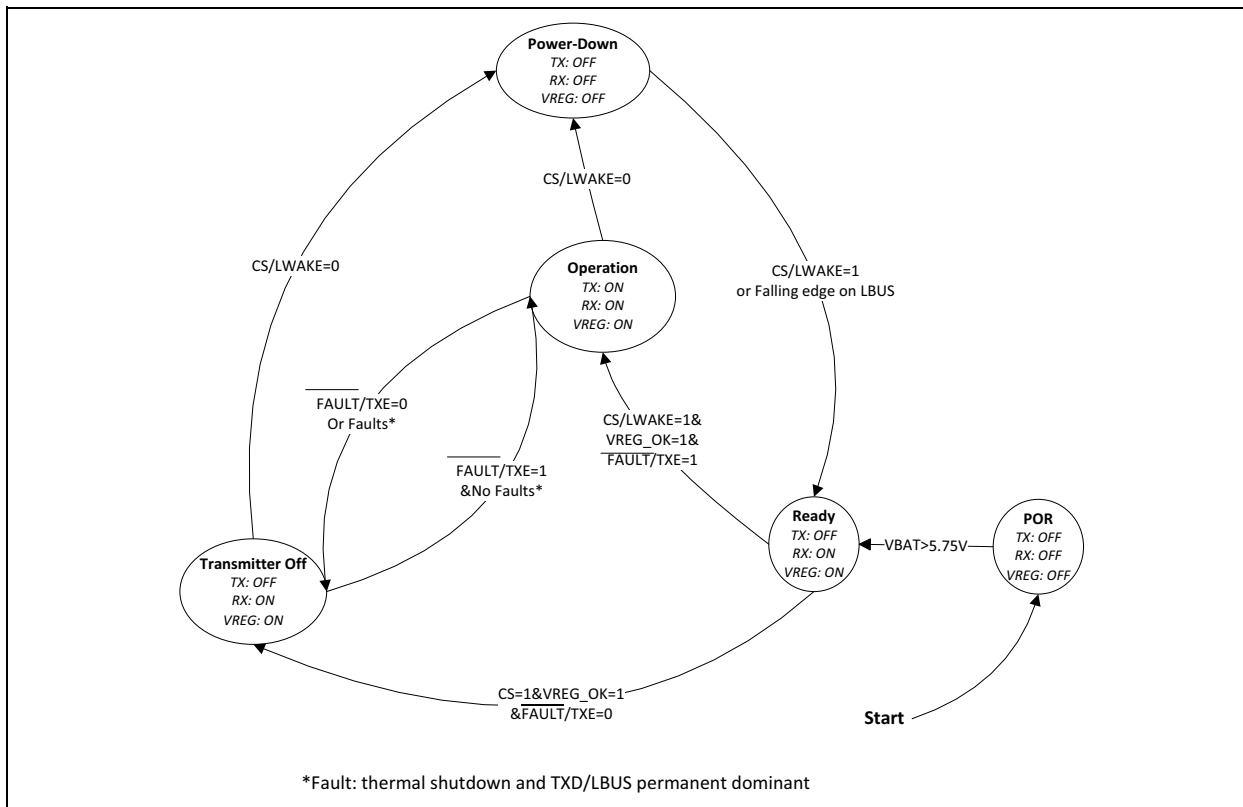 Power-Down
TX: OFF
RX: OFF
VREG: OFF
CS/LWAKE=0
CS/LWAKE=0
Operation
TX: ON
RX: ON
VREG: ON
CS/LWAKE=1
or Falling edge on LBUS
FAULT/TXE=0
Or Faults*
FAULT/TXE=1
&No Faults*
CS/LWAKE=1&
VREG_OK=1&
FAULT/TXE=1
Ready
TX: OFF
RX: ON
VREG: ON
VBAT>5.75V
POR
TX: OFF
RX: OFF
VREG: OFF
Transmitter Off
TX: OFF
RX: ON
VREG: ON
CS=1&VREG_OK=1
&FAULT/TXE=0
Start
*Fault: thermal shutdown and TXD/LBUS permanent dominant